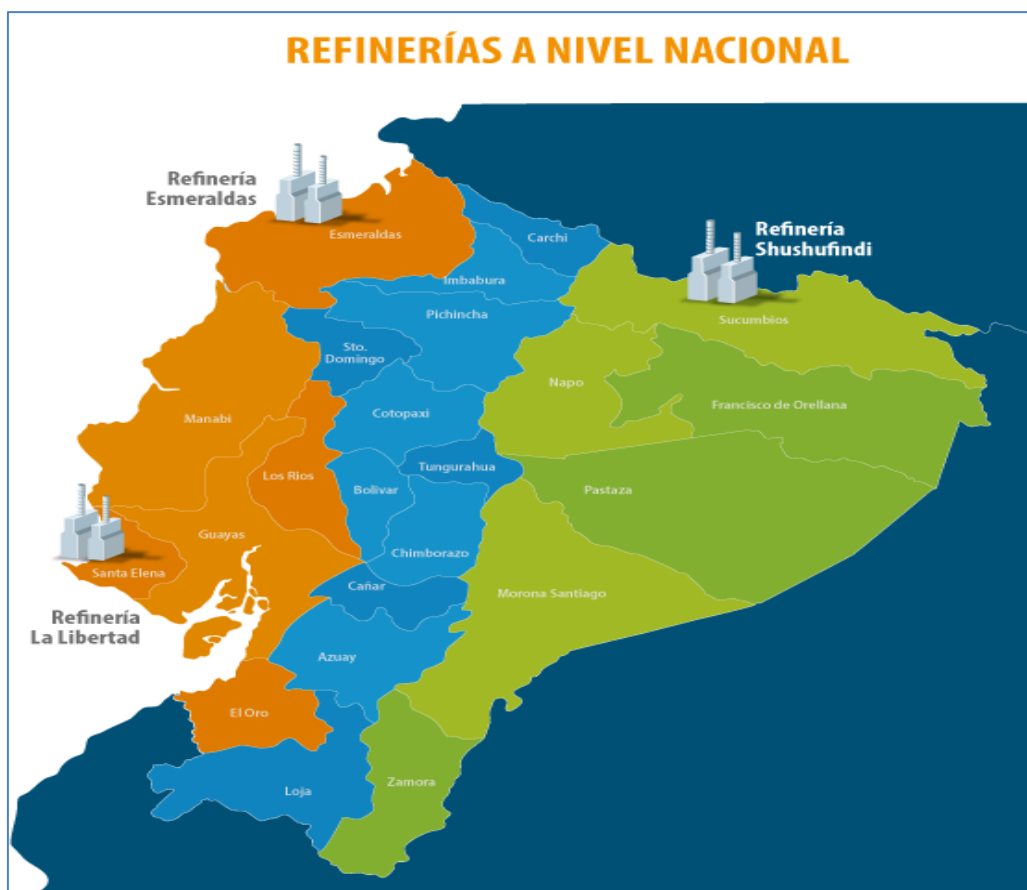 REFINERÍAS A NIVEL NACIONAL
Refinería
Esmeraldas
Esmeraldas
Carchi
Imbabura
Refinería
Shushufindi
Pichincha
Sucumbios
Sto.
Domingo
Napo
Cotopaxi
Francisco de Orellana
Manabi
Los Rios
Tungurahua
Bolivar
Pastaza
Guayas
Chimborazo
Santa Elena
Cañar
Morona Santiago
Refinería
La Libertad
Azuay
El Oro
Zamora
Loja